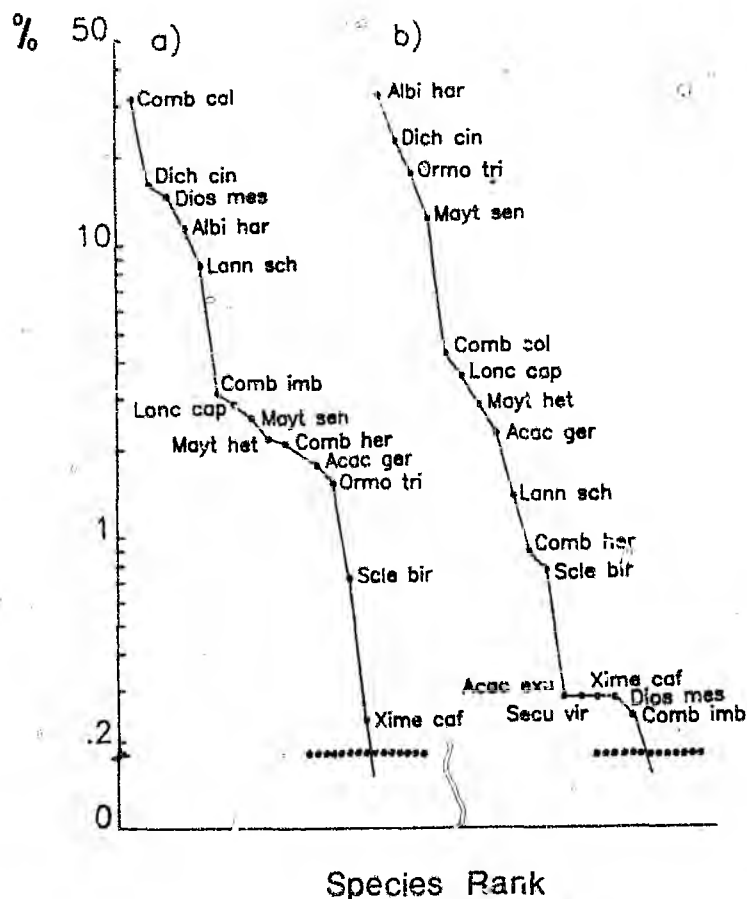 % 50 a) b)
Comb col
Dich cin
Dios mes
Albi har
Lann sch
Comb imb
Lonc cap
Mayt sen
Mayt het
Comb her
Acac ger
Ormo tri
Scle bir
Xime caf
Albi har
Dich cin
Ormo tri
Mayt sen
Comb col
Lonc cap
Mayt het
Acac ger
Lann sch
Comb her
Scle bir
Acac exu
Xime caf
Secu vir
Dios mes
Comb imb
10
1
.2
0
Species Rank